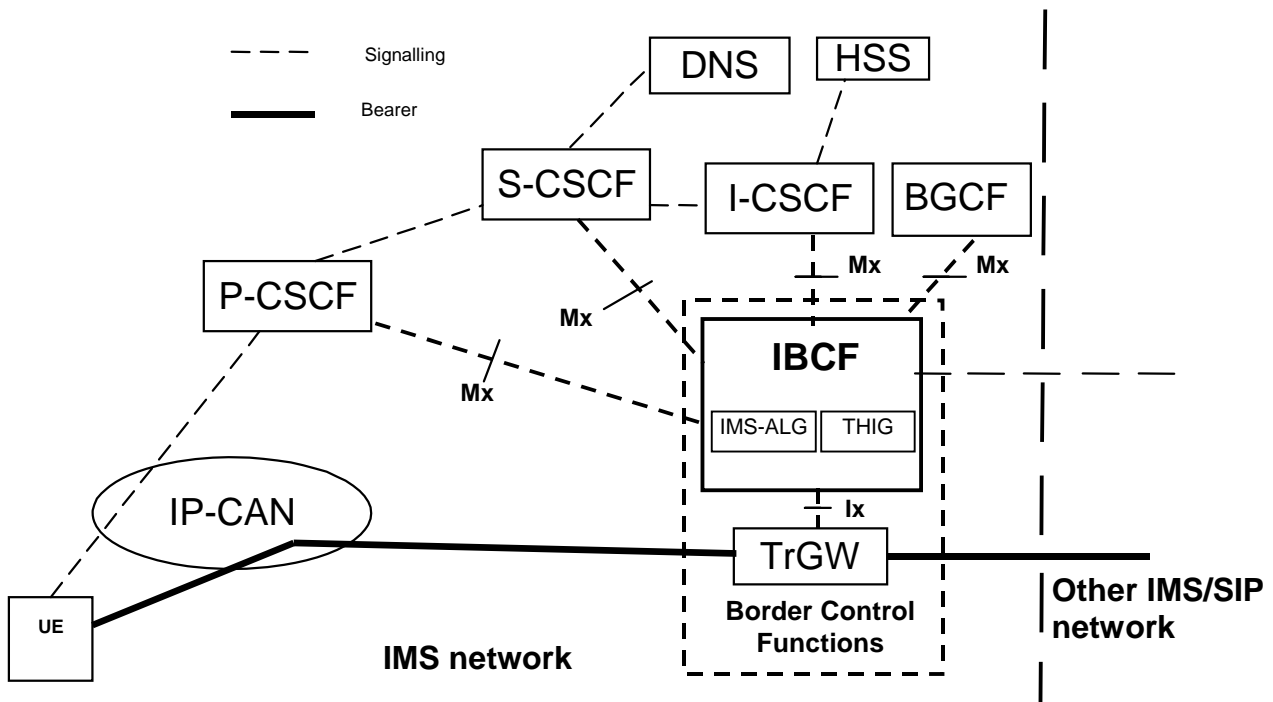 Signalling
Bearer
DNS
HSS
S-CSCF
I-CSCF
BGCF
P-CSCF
Mx
Mx
Mx
Mx
IBCF
IMS-ALG
THIG
IP-CAN
Ix
TrGW
UE
Border Control
Functions
Other IMS/SIP
network
IMS network